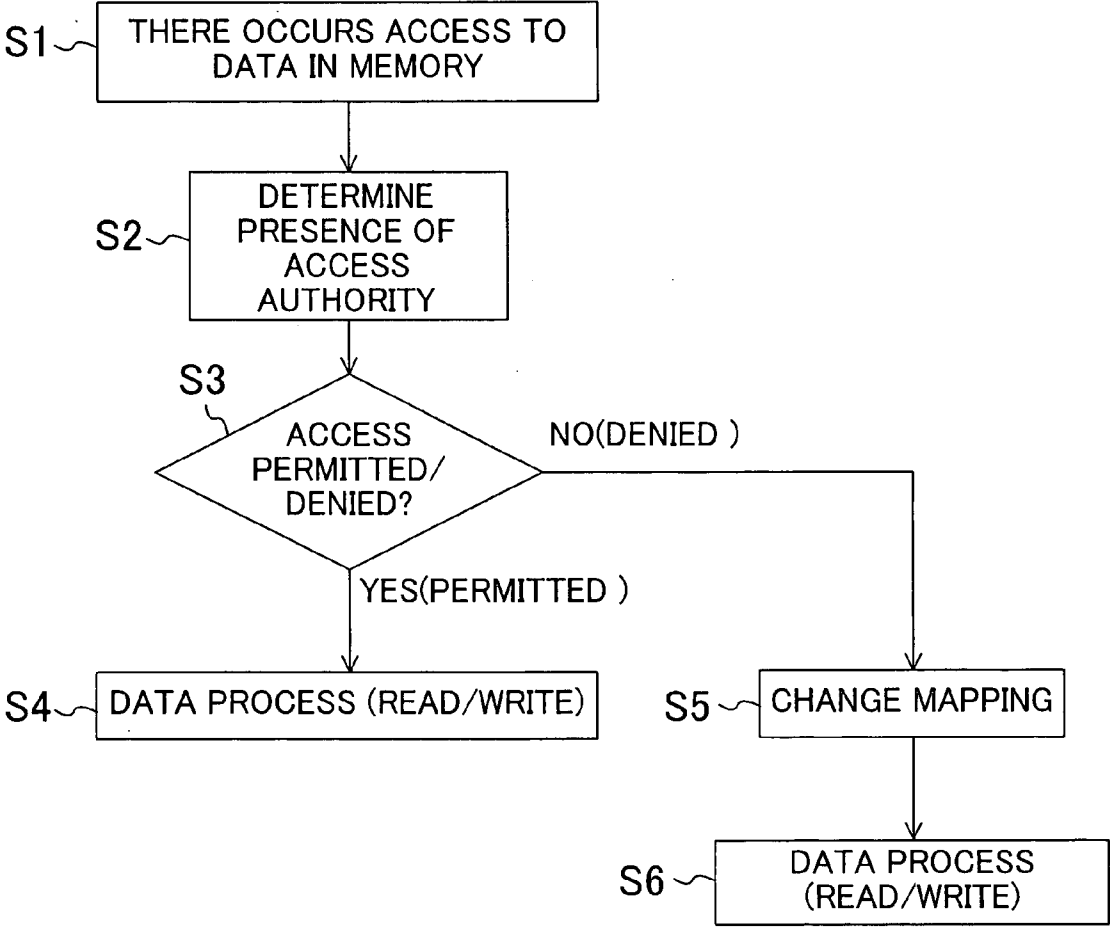 S1
THERE OCCURS ACCESS TO
DATA IN MEMORY
S2
DETERMINE
PRESENCE OF
ACCESS
AUTHORITY
S3
ACCESS
PERMITTED/
DENIED?
NO(DENIED )
YES(PERMITTED )
S4
DATA PROCESS (READ/WRITE)
S5
CHANGE MAPPING
S6
DATA PROCESS
(READ/WRITE)